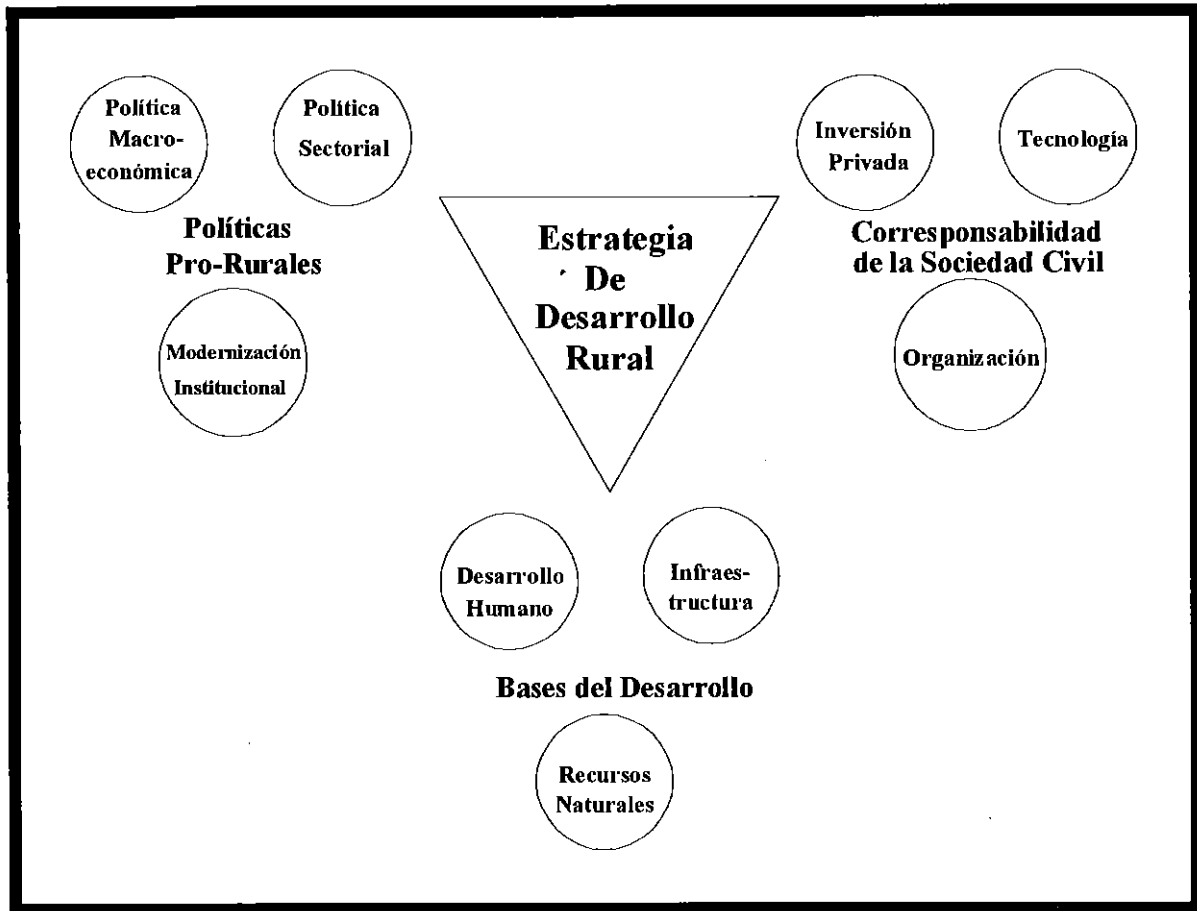 Política
Macro-
económica
Política
Sectorial
Políticas
Pro-Rurales
Modernización
Institucional
Estrategia
De
Desarrollo
Rural
Inversión
Privada
Tecnología
Corresponsabilidad
de la Sociedad Civil
Organización
Desarrollo
Humano
Infraes-
tructura
Bases del Desarrollo
Recursos
Naturales